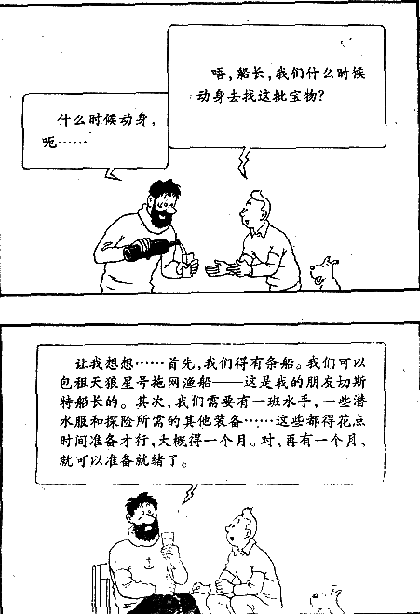 唔，船长，我们什么时候
动身去找这批宝物？
什么时候动身，
呃……
让我想想……首先，我们得有条船。我们可以
包租天狼星号拖网渔船——这是我的朋友切斯
特船长的。其次，我们需要有一班水手，一些潜
水服和探险所需的其他装备……这些都得花点
时间准备才行，大概得一个月。对，再有一个月、
就可以准备就绪了。